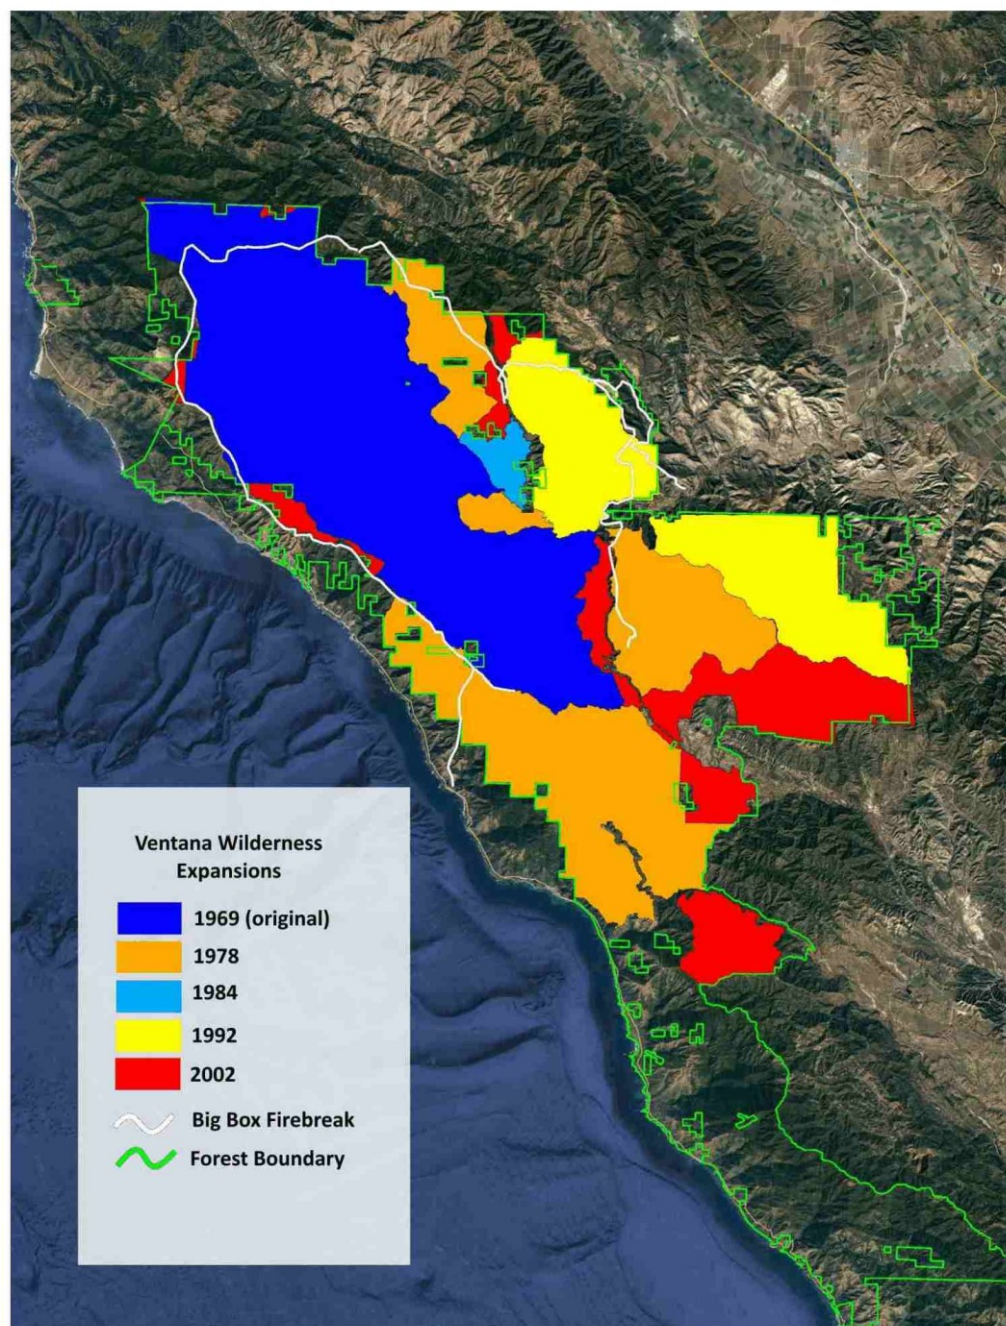 Ventana Wilderness
Expansions
1969 (original)
1978
1984
1992
2002
Big Box Firebreak
Forest Boundary